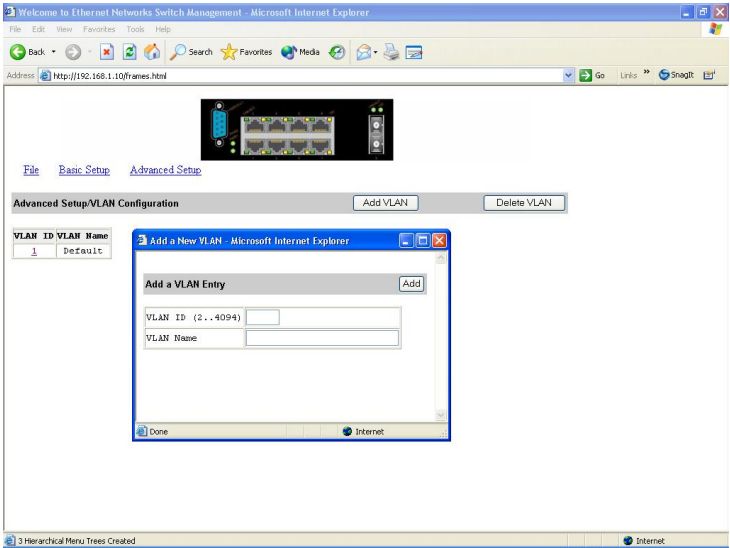 Welcome to Ethernet Networks Switch Management - Microsoft Internet Explorer
File Edit View Favorites Tools Help
Back Search Favorites Media
Address http://192.168.1.10/frames.html Go Links » SnagIt
File Basic Setup Advanced Setup
Advanced Setup/VLAN Configuration Add VLAN Delete VLAN
VLAN ID VLAN Name
1 Default
Add a New VLAN - Microsoft Internet Explorer
Add a VLAN Entry Add
VLAN ID (2..4094)
VLAN Name
Done Internet
3 Hierarchical Menu Trees Created Internet